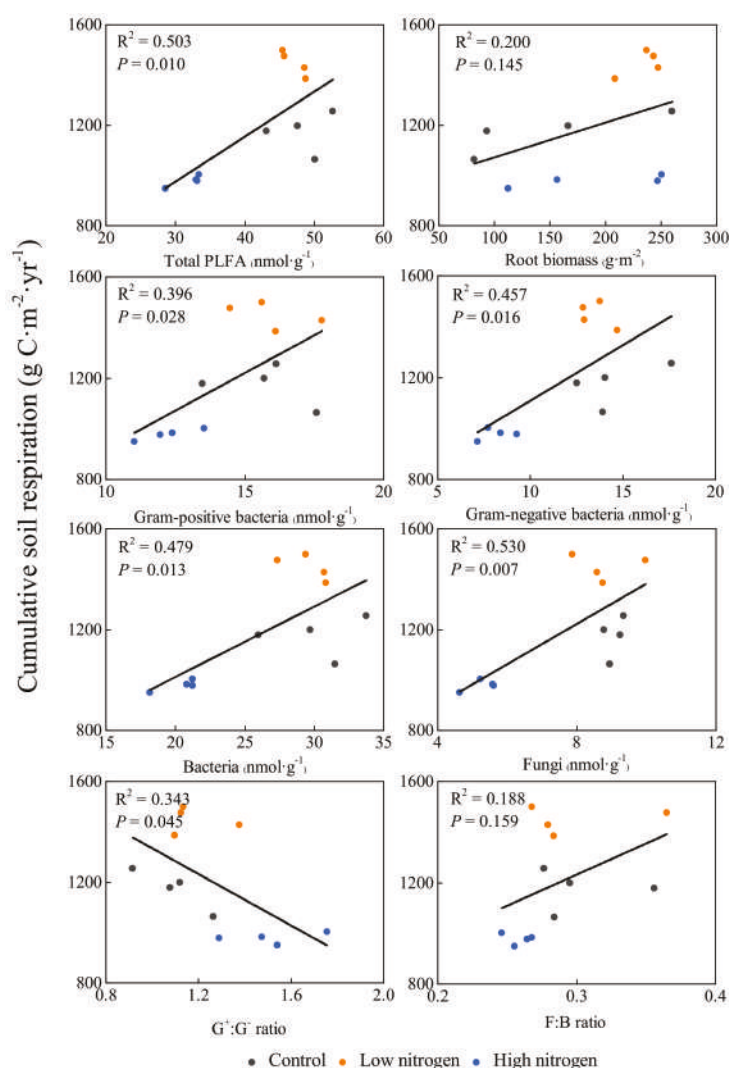 Cumulative soil respiration (g C·m⁻²·yr⁻¹)
1600
1200
800
R² = 0.503
P = 0.010
20 30 40 50 60
Total PLFA (nmol·g⁻¹)
R² = 0.200
P = 0.145
50 100 150 200 250 300
Root biomass (g·m⁻²)
1600
1200
800
R² = 0.396
P = 0.028
10 15 20
Gram-positive bacteria (nmol·g⁻¹)
1600
1200
800
R² = 0.457
P = 0.016
5 10 15 20
Gram-negative bacteria (nmol·g⁻¹)
1600
1200
800
R² = 0.479
P = 0.013
15 20 25 30 35
Bacteria (nmol·g⁻¹)
1600
1200
800
R² = 0.530
P = 0.007
4 8 12
Fungi (nmol·g⁻¹)
1600
1200
800
R² = 0.343
P = 0.045
0.8 1.2 1.6 2.0
G⁺:G⁻ ratio
1600
1200
800
R² = 0.188
P = 0.159
0.2 0.3 0.4
F:B ratio
Control Low nitrogen High nitrogen